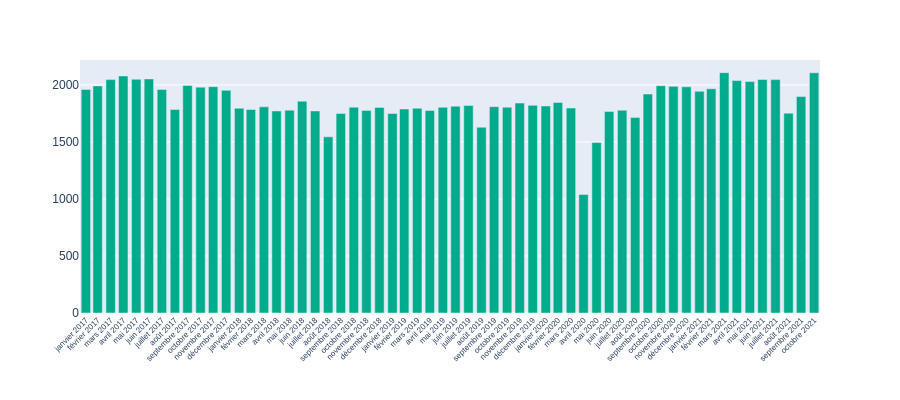 2000
1500
1000
500
0
janvier 2017
février 2017
mars 2017
avril 2017
mai 2017
juin 2017
juillet 2017
août 2017
septembre 2017
octobre 2017
novembre 2017
décembre 2017
janvier 2018
février 2018
mars 2018
avril 2018
mai 2018
juin 2018
juillet 2018
août 2018
septembre 2018
octobre 2018
novembre 2018
décembre 2018
janvier 2019
février 2019
mars 2019
avril 2019
mai 2019
juin 2019
juillet 2019
août 2019
septembre 2019
octobre 2019
novembre 2019
décembre 2019
janvier 2020
février 2020
mars 2020
avril 2020
mai 2020
juin 2020
juillet 2020
août 2020
septembre 2020
octobre 2020
novembre 2020
décembre 2020
janvier 2021
février 2021
mars 2021
avril 2021
mai 2021
juin 2021
juillet 2021
août 2021
septembre 2021
octobre 2021